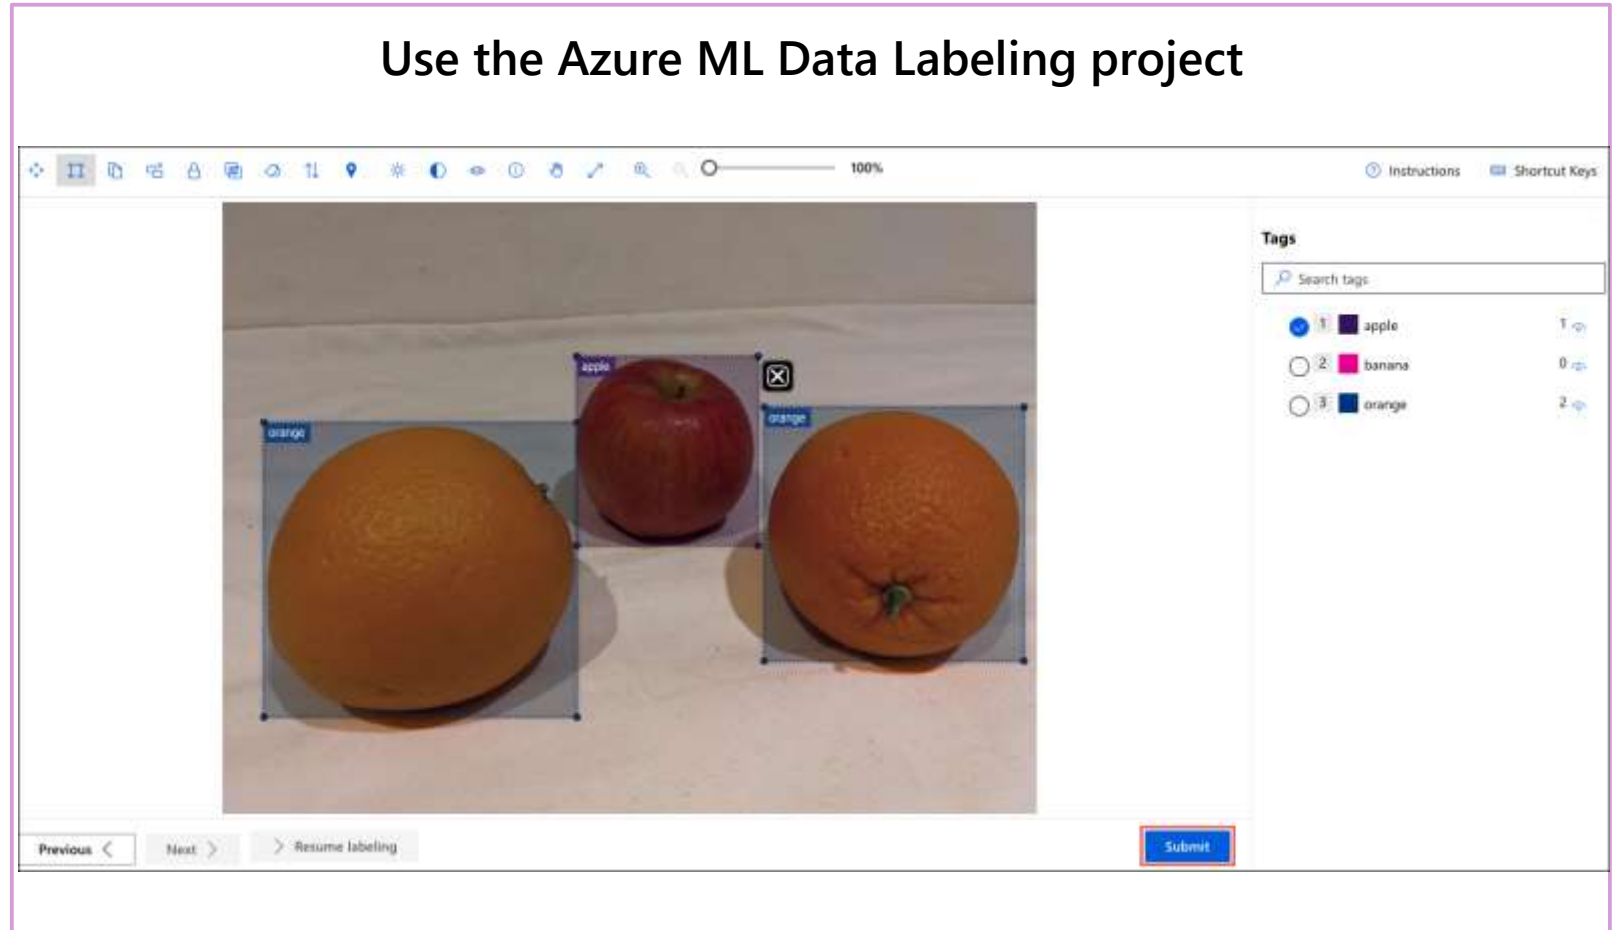 Use the Azure ML Data Labeling project
100%
Instructions
Shortcut Keys
Tags
Search tags
1 apple 1
2 banana 0
3 orange 2
apple
orange
orange
Previous
Next
Resume labeling
Submit